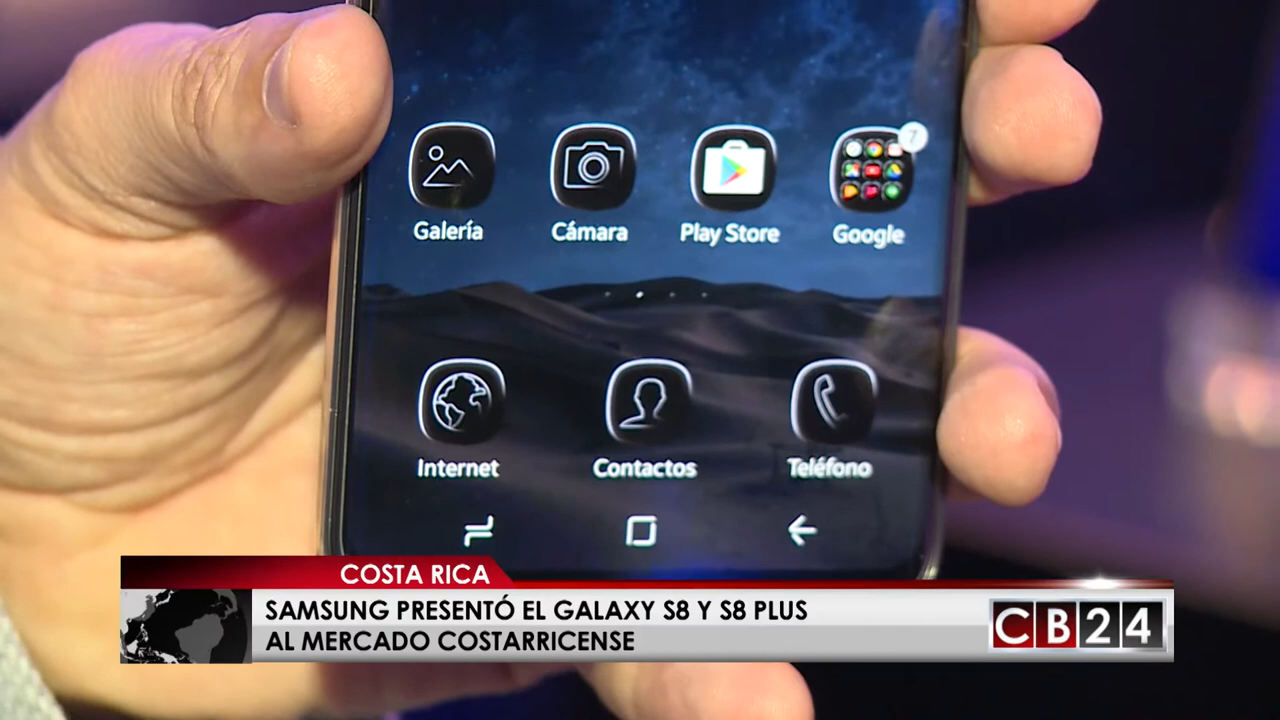 Galería Cámara Play Store Google
7
Internet Contactos Teléfono
COSTA RICA
SAMSUNG PRESENTÓ EL GALAXY S8 Y S8 PLUS
AL MERCADO COSTARRICENSE
CB24